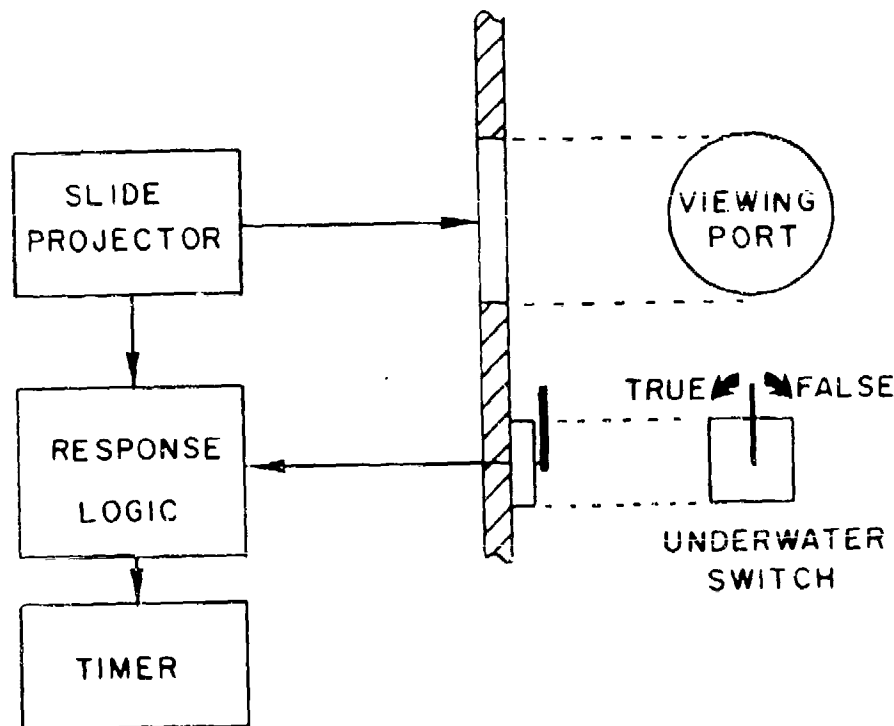 SLIDE
PROJECTOR
VIEWING
PORT
TRUE
FALSE
RESPONSE
LOGIC
UNDERWATER
SWITCH
TIMER